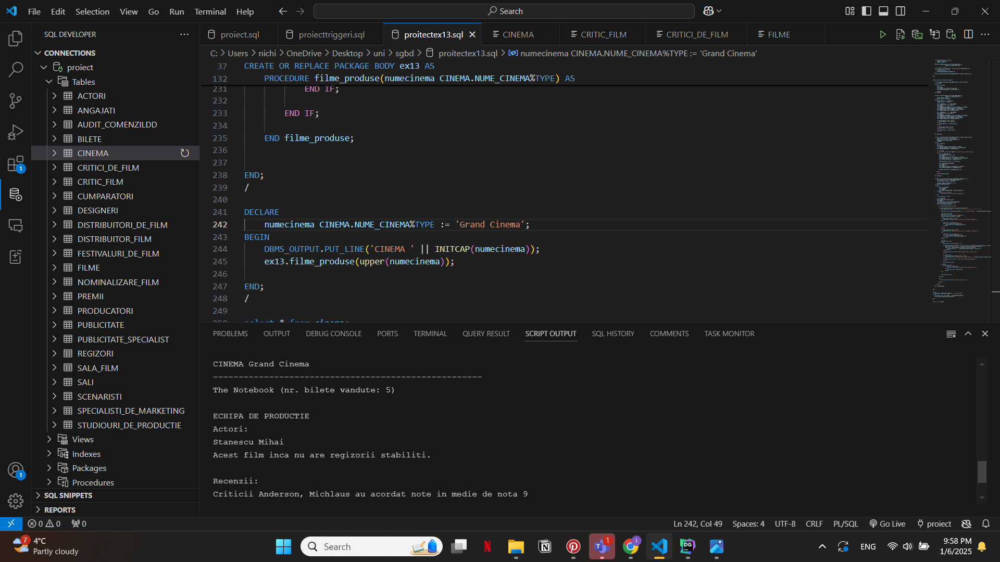 File Edit Selection View Go Run Terminal Help
Search
SQL DEVELOPER
CONNECTIONS
proiect
Tables
ACTORI
ANGAJATI
AUDIT_COMENZILDD
BILETE
CINEMA
CRITICI_DE_FILM
CRITIC_FILM
CUMPARATORI
DESIGNERI
DISTRIBUITORI_DE_FILM
DISTRIBUITOR_FILM
FESTIVALURI_DE_FILM
FILME
NOMINALIZARE_FILM
PREMII
PRODUCATORI
PUBLICITATE
PUBLICITATE_SPECIALIST
REGIZORI
SALA_FILM
SALI
SCENARISTI
SPECIALISTI_DE_MARKETING
STUDIOURI_DE_PRODUCTIE
Views
Indexes
Packages
Procedures
SQL SNIPPETS
REPORTS
1
1
proiect.sql proiecttriggeri.sql proitectex13.sql CINEMA CRITIC_FILM CRITICI_DE_FILM FILME
C: > Users > nichi > OneDrive > Desktop > uni > sgbd > proitectex13.sql > numecinema CINEMA.NUME_CINEMA%TYPE := 'Grand Cinema'
37 CREATE OR REPLACE PACKAGE BODY ex13 AS
132 PROCEDURE filme_produse(numecinema CINEMA.NUME_CINEMA%TYPE) AS
231 END IF;
232
233 END IF;
234
235 END filme_produse;
236
237
238 END;
239 /
240
241 DECLARE
242 numecinema CINEMA.NUME_CINEMA%TYPE := 'Grand Cinema';
243 BEGIN
244 DBMS_OUTPUT.PUT_LINE('CINEMA ' || INITCAP(numecinema));
245 ex13.filme_produse(upper(numecinema));
246
247 END;
248 /
249
250 select * from cinema;
PROBLEMS OUTPUT DEBUG CONSOLE PORTS TERMINAL QUERY RESULT SCRIPT OUTPUT SQL HISTORY COMMENTS TASK MONITOR
CINEMA Grand Cinema
-----------------------------------------------------
The Notebook (nr. bilete vandute: 5)
ECHIPA DE PRODUCTIE
Actori:
Stanescu Mihai
Acest film inca nu are regizorii stabiliti.
Recenzii:
Criticii Anderson, Michlaus au acordat note in medie de nota 9
0 0 0
Ln 242, Col 49 Spaces: 4 UTF-8 CRLF PL/SQL Go Live proiect
7
4°C
Partly cloudy
Search
N
DG
1
I
ENG
9:58 PM
1/6/2025